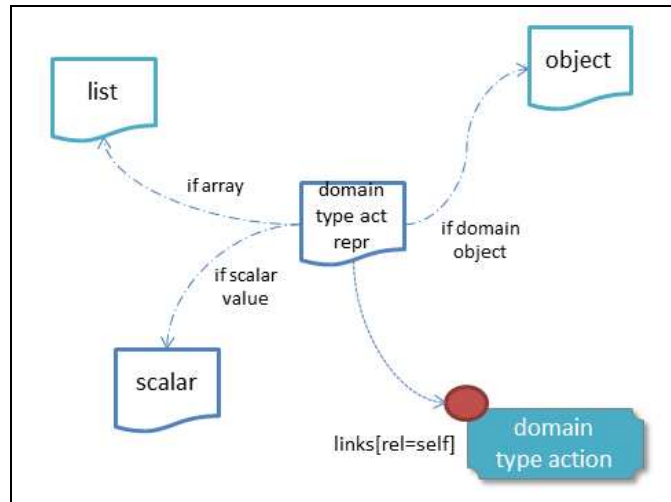 object
list
domain
type act
repr
if array
if domain
object
if scalar
value
scalar
links[rel=self]
domain
type action